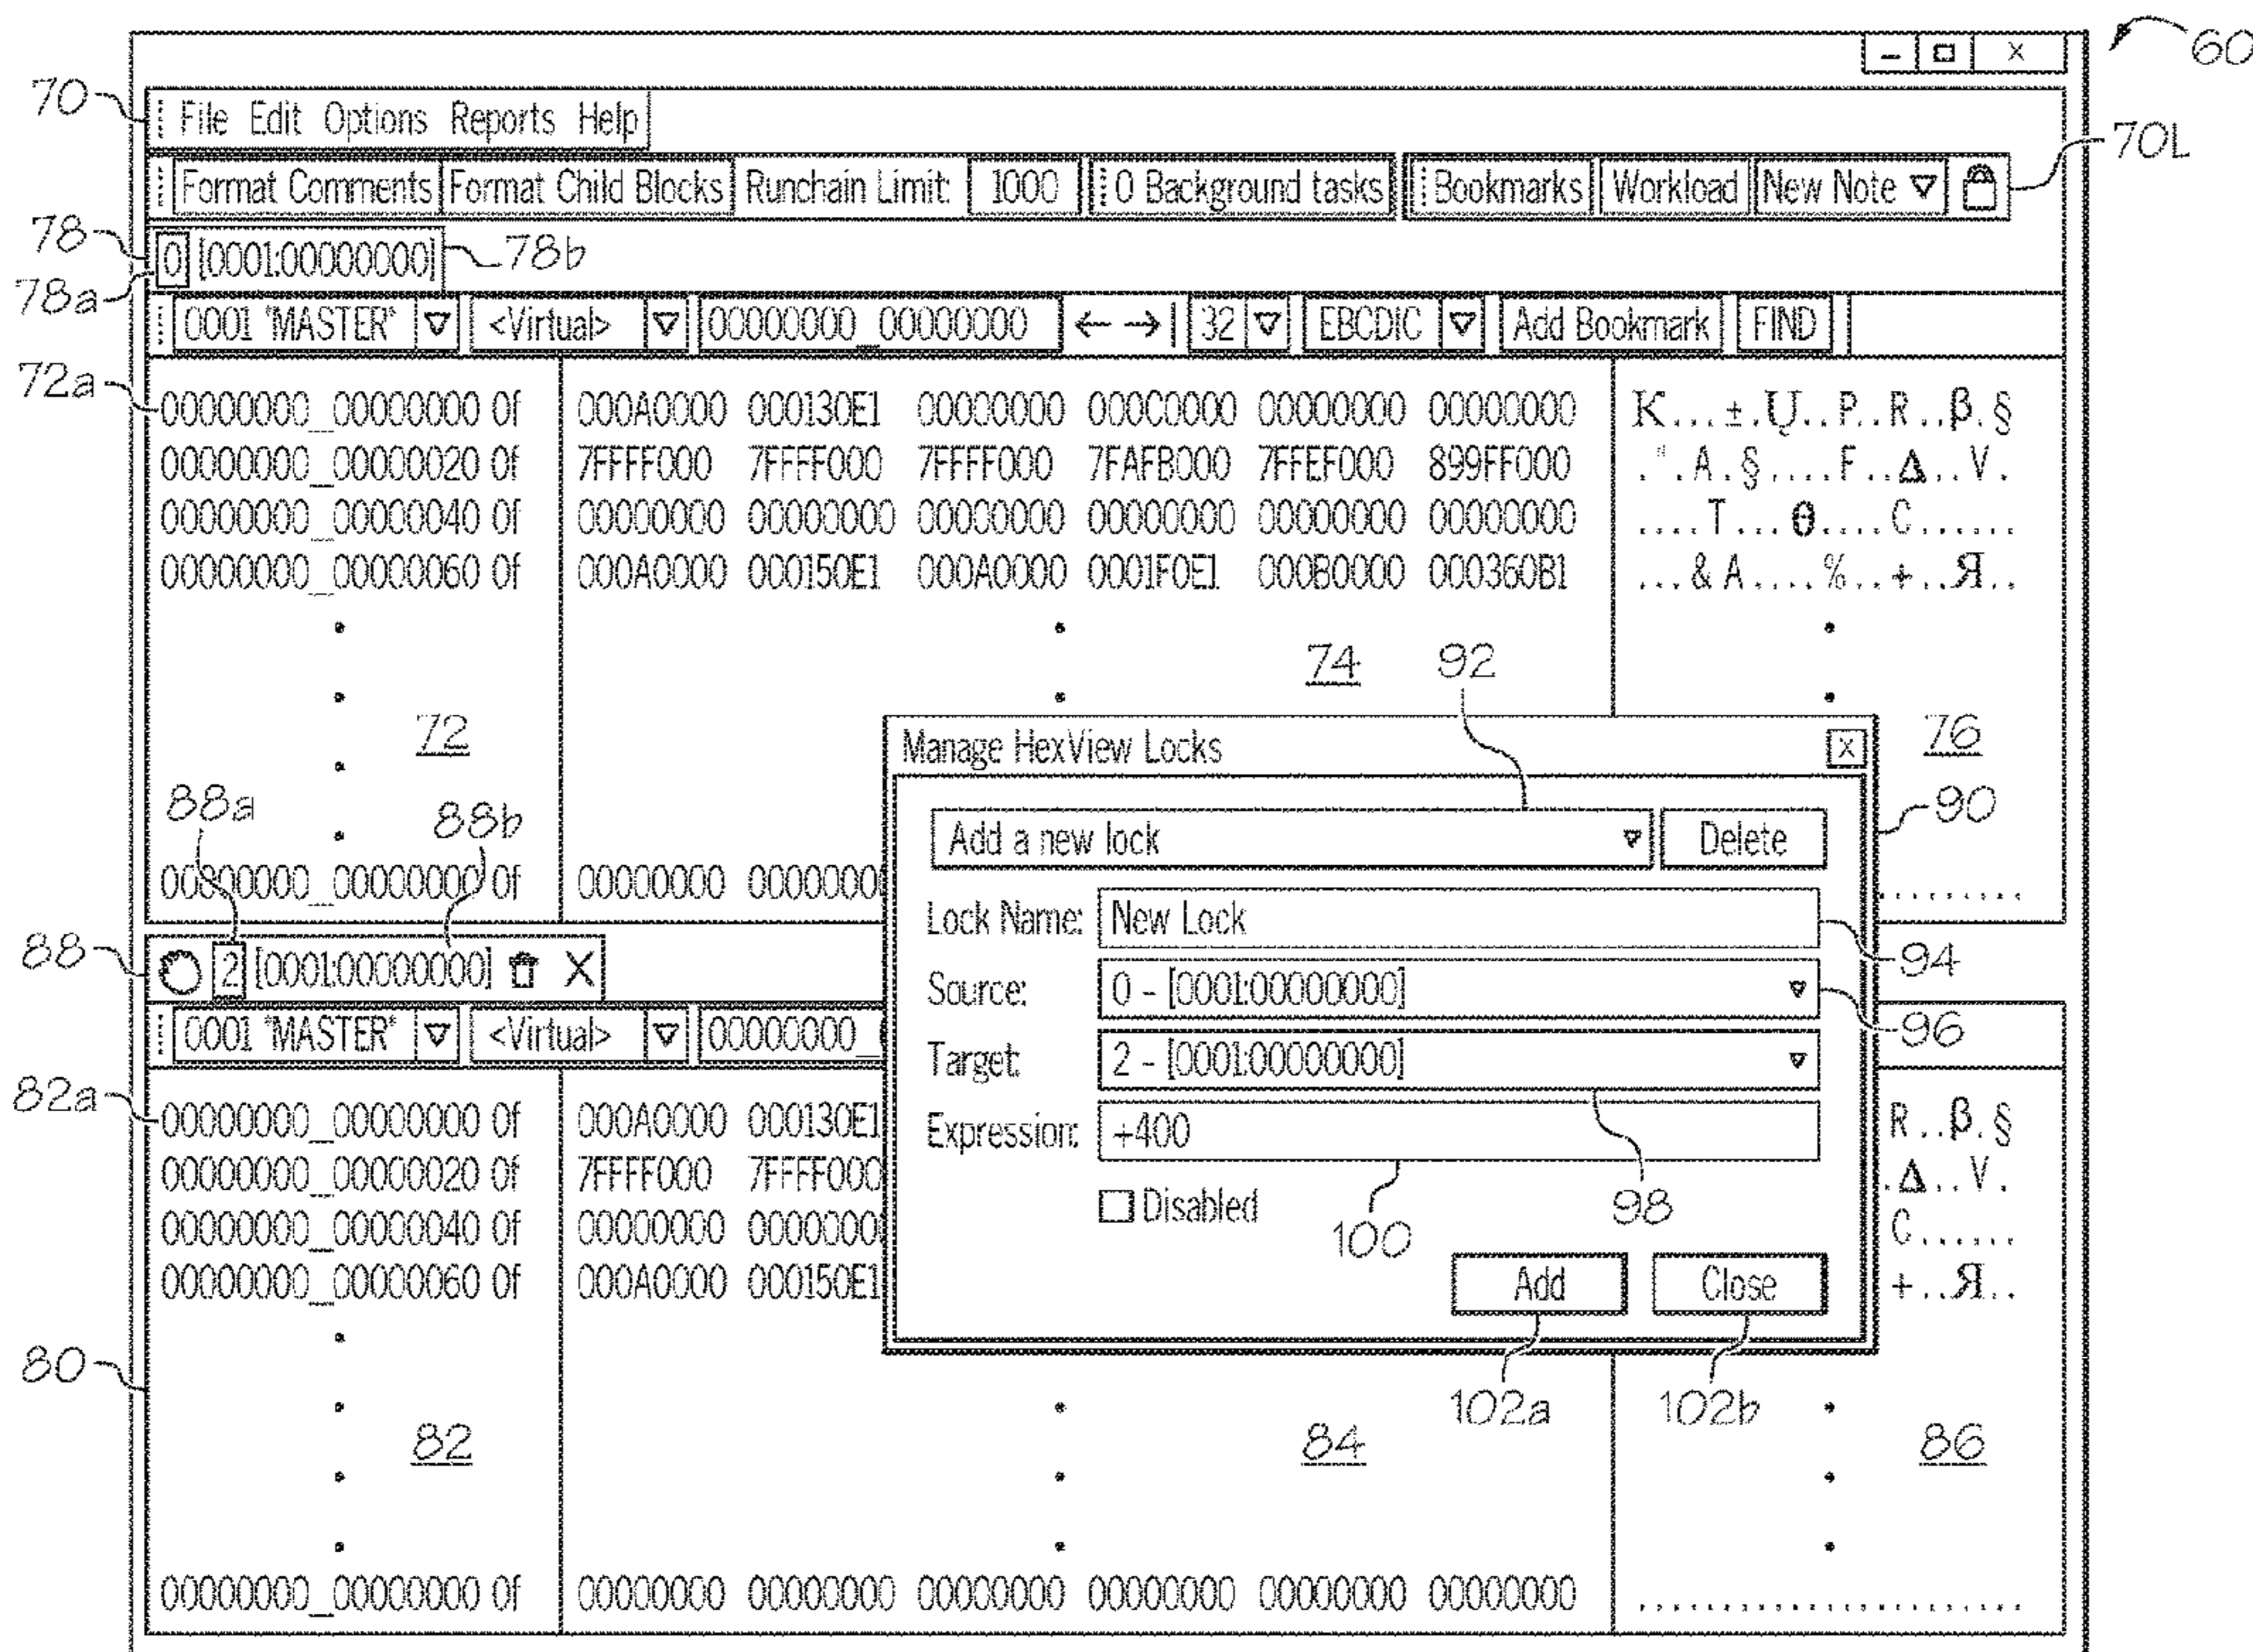 60
70
File Edit Options Reports Help
70L
Format Comments Format Child Blocks Runchain Limit: 1000 0 Background tasks Bookmarks Workload New Note
78
0 [0001:00000000] 78b
78a
0001 *MASTER* <Virtual> 00000000_00000000 ← →| 32 EBCDIC Add Bookmark FIND
72a
00000000_00000000 0f 000A0000 000130E1 00000000 000C0000 00000000 00000000 K...±.Ų..P..R..β.§
00000000_00000020 0f 7FFFF000 7FFFF000 7FFFF000 7FAFB000 7FFEF000 899FF000 .".A.§....F..Δ..V.
00000000_00000040 0f 00000000 00000000 00000000 00000000 00000000 00000000 ....T...θ....C......
00000000_00000060 0f 000A0000 000150E1 000A0000 0001F0E1 000B0000 000360B1 ...&A....%..+..Я..
74 92
72 76
Manage HexView Locks X
88a 88b 90
Add a new lock Delete
00000000_00000000 0f 00000000 0000000 .........
Lock Name: New Lock
88 2 [0001:00000000] X 94
Source: 0 - [0001:00000000]
0001 *MASTER* <Virtual> 00000000_ 96
Target: 2 - [0001:00000000]
82a
00000000_00000000 0f 000A0000 000130E1 R..β.§
Expression: +400
00000000_00000020 0f 7FFFF000 7FFFF000 .Δ..V.
Disabled 100 98
00000000_00000040 0f 00000000 0000000 C......
00000000_00000060 0f 000A0000 000150E1 +..Я..
Add Close
80
102a 102b
82 84 86
00000000_00000000 0f 00000000 00000000 00000000 00000000 00000000 00000000 .......................